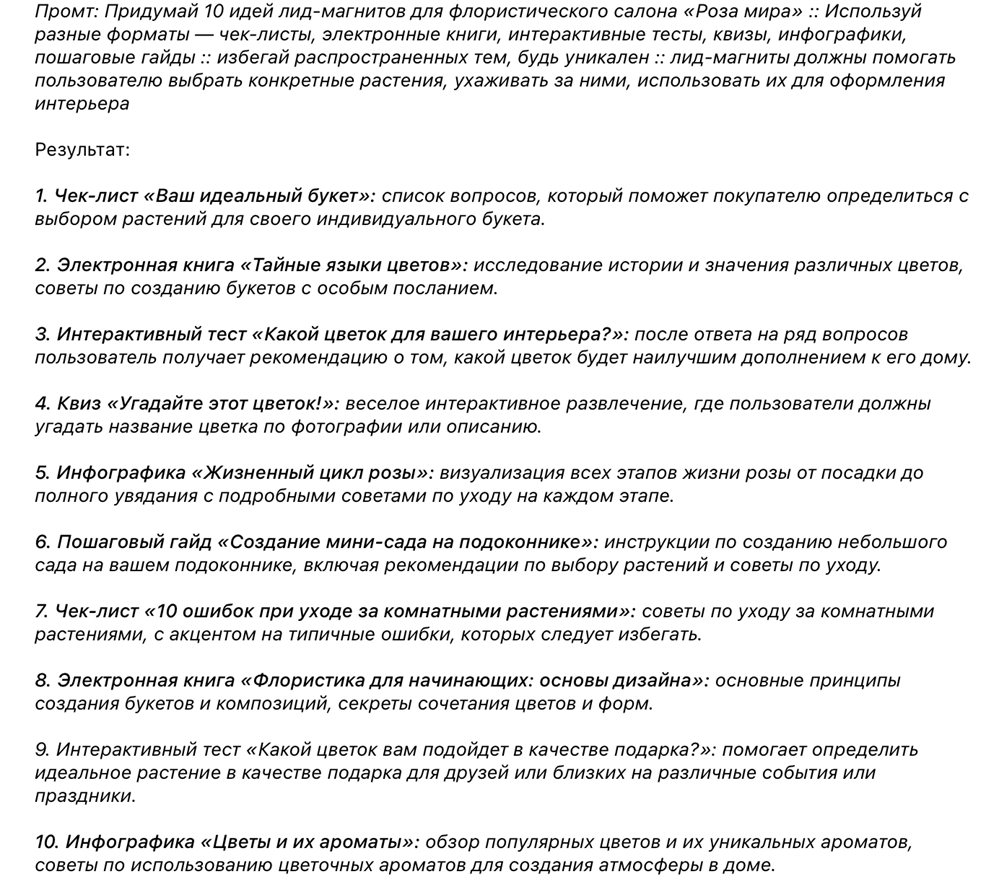 Промт: Придумай 10 идей лид-магнитов для флористического салона «Роза мира» :: Используй
разные форматы — чек-листы, электронные книги, интерактивные тесты, квизы, инфографики,
пошаговые гайды :: избегай распространенных тем, будь уникален :: лид-магниты должны помогать
пользователю выбрать конкретные растения, ухаживать за ними, использовать их для оформления
интерьера
Результат:
1. Чек-лист «Ваш идеальный букет»: список вопросов, который поможет покупателю определиться с
выбором растений для своего индивидуального букета.
2. Электронная книга «Тайные языки цветов»: исследование истории и значения различных цветов,
советы по созданию букетов с особым посланием.
3. Интерактивный тест «Какой цветок для вашего интерьера?»: после ответа на ряд вопросов
пользователь получает рекомендацию о том, какой цветок будет наилучшим дополнением к его дому.
4. Квиз «Угадайте этот цветок!»: веселое интерактивное развлечение, где пользователи должны
угадать название цветка по фотографии или описанию.
5. Инфографика «Жизненный цикл розы»: визуализация всех этапов жизни розы от посадки до
полного увядания с подробными советами по уходу на каждом этапе.
6. Пошаговый гайд «Создание мини-сада на подоконнике»: инструкции по созданию небольшого
сада на вашем подоконнике, включая рекомендации по выбору растений и советы по уходу.
7. Чек-лист «10 ошибок при уходе за комнатными растениями»: советы по уходу за комнатными
растениями, с акцентом на типичные ошибки, которых следует избегать.
8. Электронная книга «Флористика для начинающих: основы дизайна»: основные принципы
создания букетов и композиций, секреты сочетания цветов и форм.
9. Интерактивный тест «Какой цветок вам подойдет в качестве подарка?»: помогает определить
идеальное растение в качестве подарка для друзей или близких на различные события или
праздники.
10. Инфографика «Цветы и их ароматы»: обзор популярных цветов и их уникальных ароматов,
советы по использованию цветочных ароматов для создания атмосферы в доме.